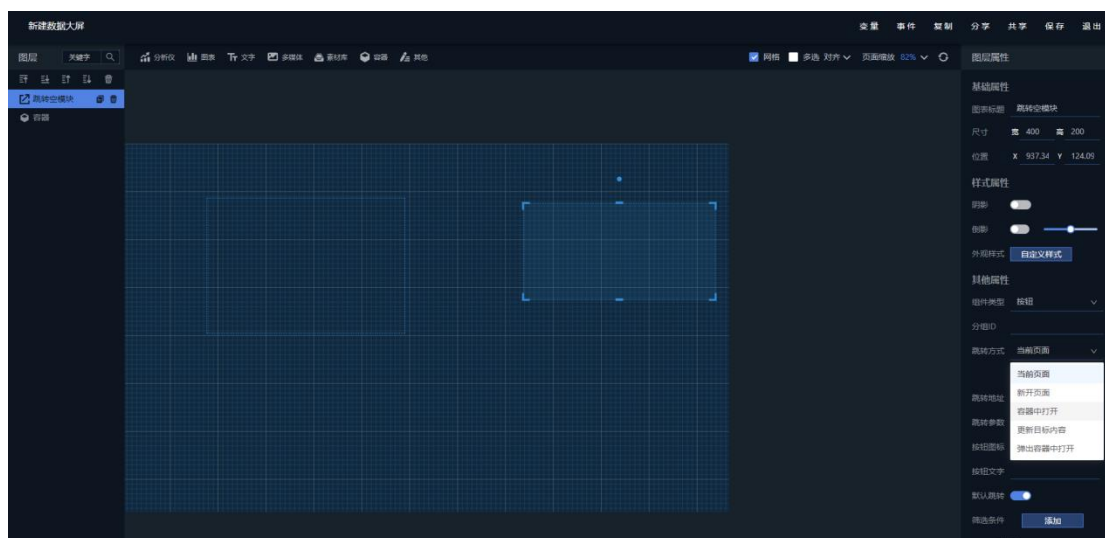 新建数据大屏
变量 事件 复制 分享 共享 保存 退出
图层 关键字
分析仪 图表 Tr 文字 多媒体 素材库 容器 其他
网格 多选 对齐 页面缩放 82%
图层属性
跳转空模块
容器
基础属性
图表标题 跳转空模块
尺寸 宽 400 高 200
位置 X 937.34 Y 124.09
样式属性
阴影
倒影
外观样式 自定义样式
其他属性
组件类型 按钮
分组ID
跳转方式 当前页面
当前页面
新开页面
跳转地址
容器中打开
跳转参数
更新目标内容
按钮图标
弹出容器中打开
按钮文字
默认跳转
筛选条件 添加